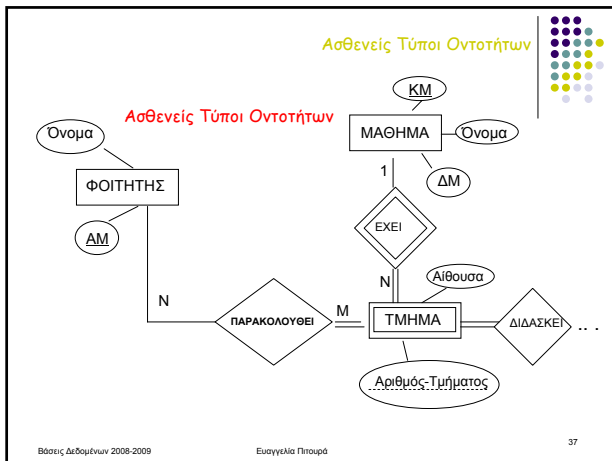 Ασθενείς Τύποι Οντοτήτων
ΚΜ
Ασθενείς Τύποι Οντοτήτων
Όνομα
ΜΑΘΗΜΑ
Όνομα
ΦΟΙΤΗΤΗΣ
1
ΔΜ
ΑΜ
ΕΧΕΙ
N
Αίθουσα
N
M
ΠΑΡΑΚΟΛΟΥΘΕΙ
ΤΜΗΜΑ
ΔΙΔΑΣΚΕΙ
.. .
Αριθμός-Τμήματος
Βάσεις Δεδομένων 2008-2009
Ευαγγελία Πιτουρά
37